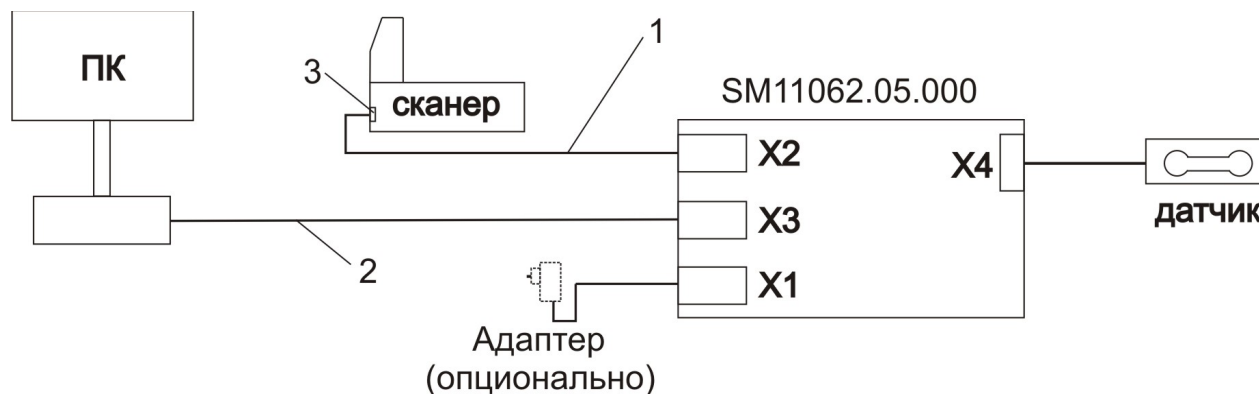 ПК
3
сканер
1
SM11062.05.000
X2
X4
X3
датчик
2
X1
Адаптер
(опционально)